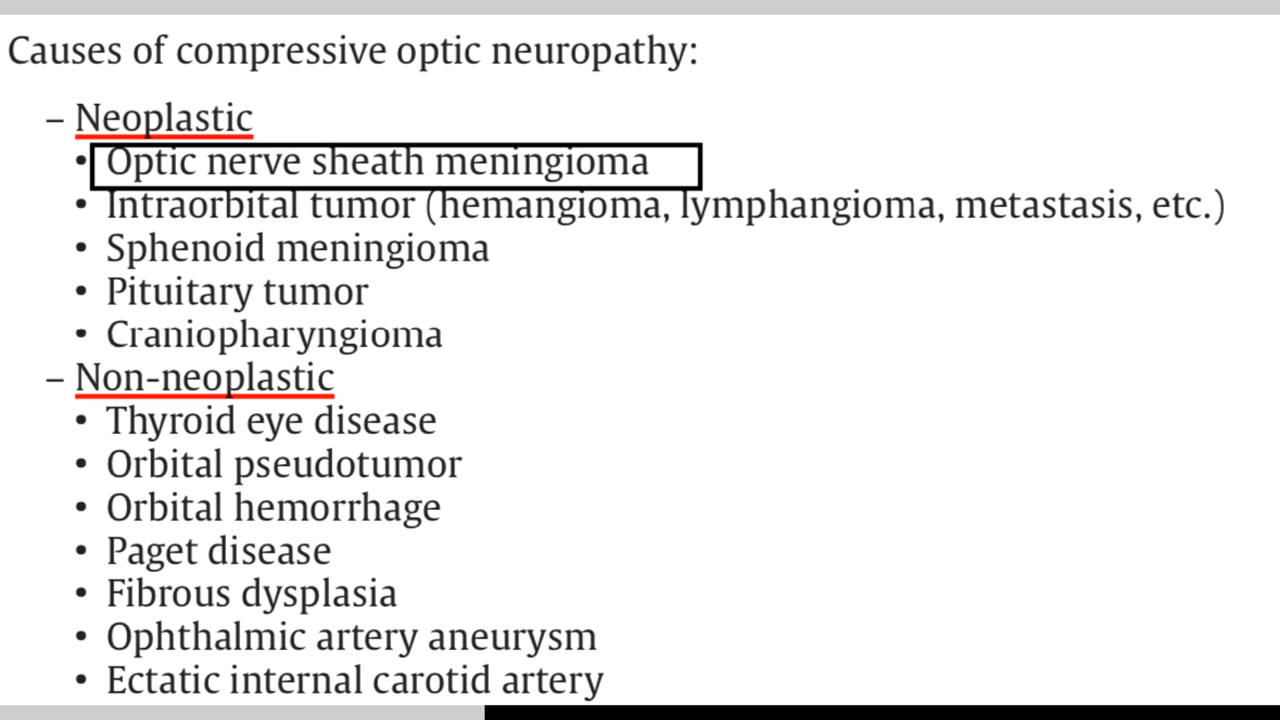 Causes of compressive optic neuropathy:
– Neoplastic
• Optic nerve sheath meningioma
• Intraorbital tumor (hemangioma, lymphangioma, metastasis, etc.)
• Sphenoid meningioma
• Pituitary tumor
• Craniopharyngioma
– Non-neoplastic
• Thyroid eye disease
• Orbital pseudotumor
• Orbital hemorrhage
• Paget disease
• Fibrous dysplasia
• Ophthalmic artery aneurysm
• Ectatic internal carotid artery